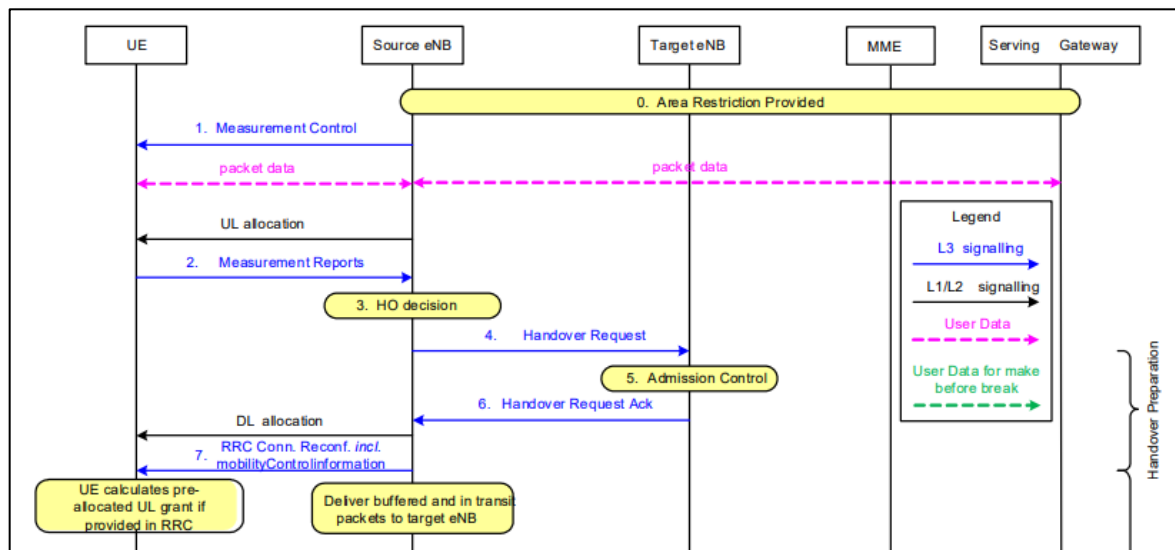 UE
Source eNB
Target eNB
MME
Serving Gateway
0. Area Restriction Provided
1. Measurement Control
packet data
packet data
UL allocation
Legend
L3 signalling
L1/L2 signalling
User Data
User Data for make
before break
2. Measurement Reports
3. HO decision
4. Handover Request
5. Admission Control
6. Handover Request Ack
DL allocation
7. RRC Conn. Reconf. incl.
mobilityControlinformation
UE calculates pre-
allocated UL grant if
provided in RRC
Deliver buffered and in transit
packets to target eNB
Handover Preparation